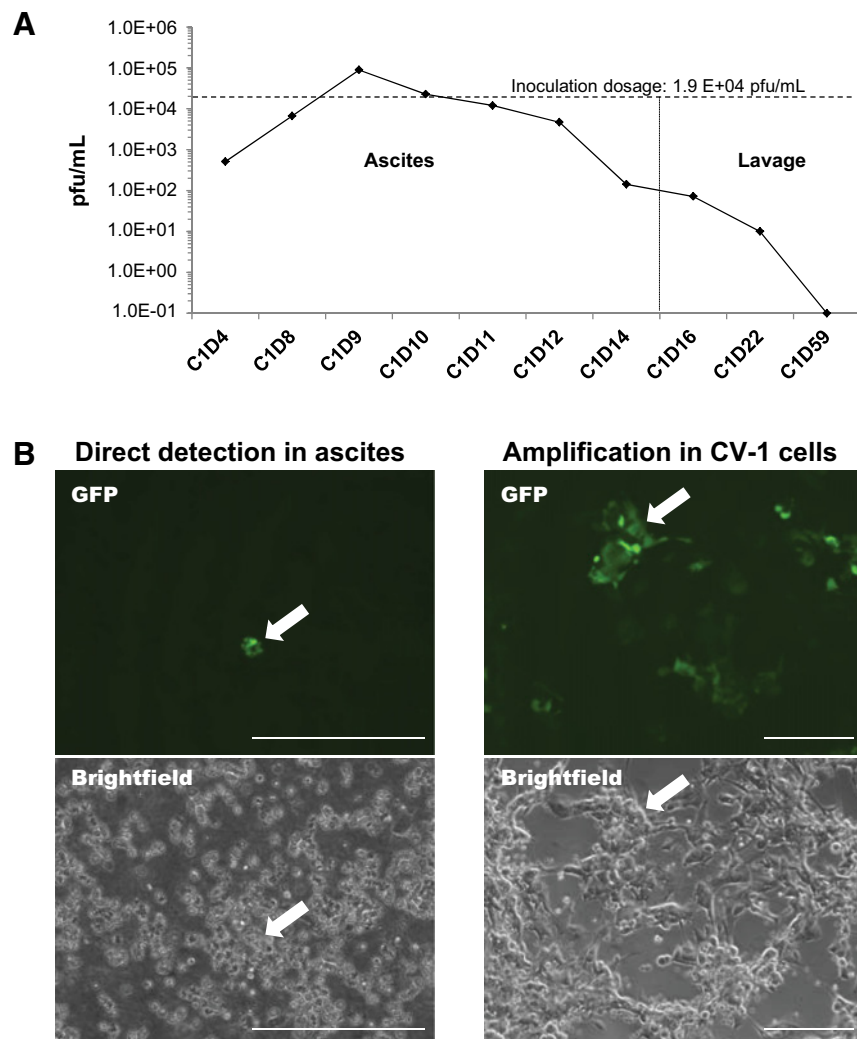 A
1.0E+06
1.0E+05
1.0E+04
1.0E+03
1.0E+02
1.0E+01
1.0E+00
1.0E-01
pfu/mL
Inoculation dosage: 1.9 E+04 pfu/mL
Ascites
Lavage
C1D4
C1D8
C1D9
C1D10
C1D11
C1D12
C1D14
C1D16
C1D22
C1D59
B
Direct detection in ascites
Amplification in CV-1 cells
GFP
GFP
Brightfield
Brightfield